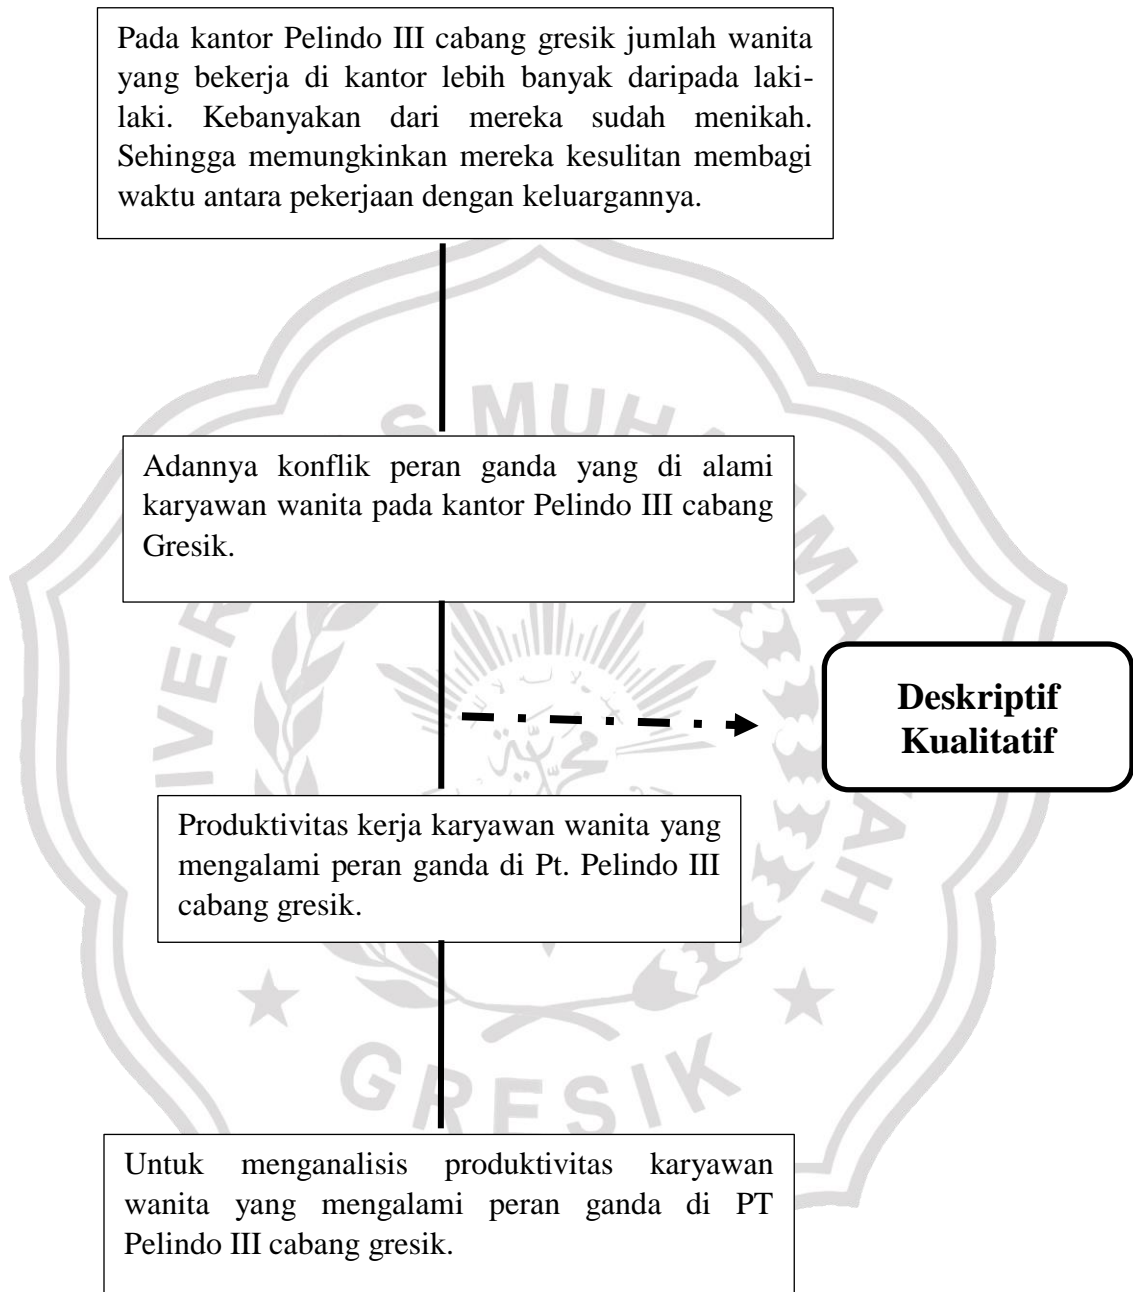 Pada kantor Pelindo III cabang gresik jumlah wanita
yang bekerja di kantor lebih banyak daripada laki-
laki. Kebanyakan dari mereka sudah menikah.
Sehingga memungkinkan mereka kesulitan membagi
waktu antara pekerjaan dengan keluargannya.
S MUH
Adannya konflik peran ganda yang di alami
karyawan wanita pada kantor Pelindo III cabang
Gresik.
Deskriptif
Kualitatif
Produktivitas kerja karyawan wanita yang
mengalami peran ganda di Pt. Pelindo III
cabang gresik.
GRESIK
Untuk menganalisis produktivitas karyawan
wanita yang mengalami peran ganda di PT
Pelindo III cabang gresik.